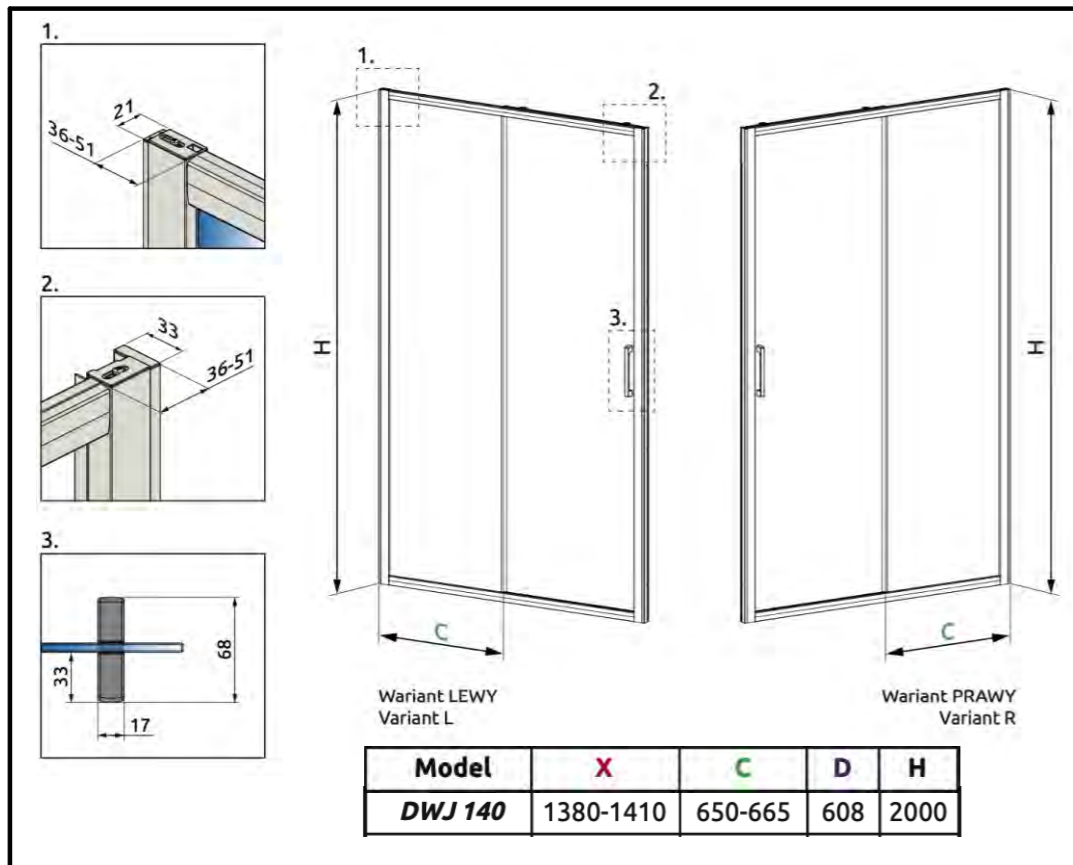 1.
21
36-51
2.
33
36-51
3.
33
68
17
1.
2.
3.
H
C
Wariant LEWY
Variant L
H
C
Wariant PRAWY
Variant R
Model X C D H
DWJ 140 1380-1410 650-665 608 2000